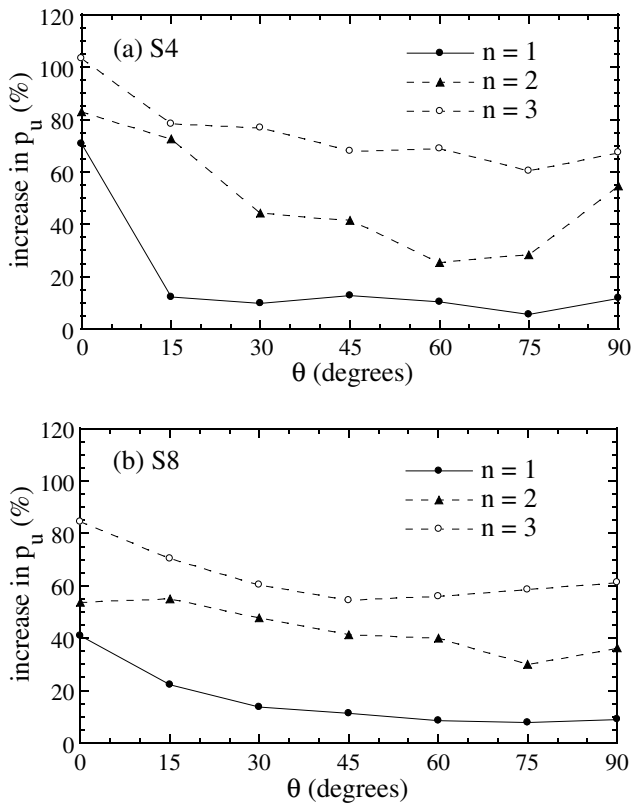 120
(a) S4
n = 1
100
n = 2
80
n = 3
60
40
20
0
increase in p_u (%)
0 15 30 45 60 75 90
θ (degrees)
120
(b) S8
n = 1
100
n = 2
80
n = 3
60
40
20
0
increase in p_u (%)
0 15 30 45 60 75 90
θ (degrees)